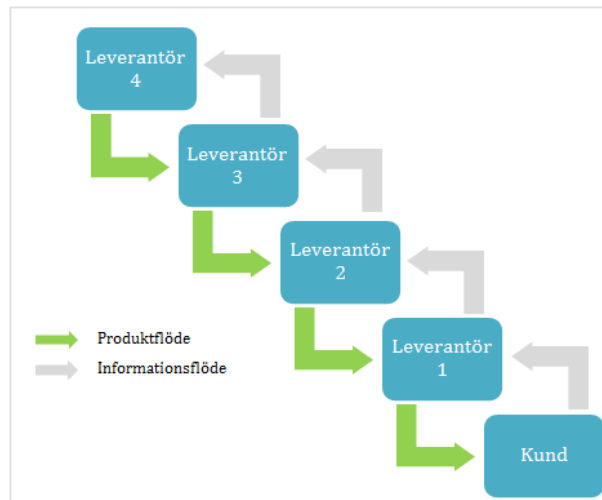 Leverantör
4
Leverantör
3
Leverantör
2
Leverantör
1
Kund
Produktflöde
Informationsflöde